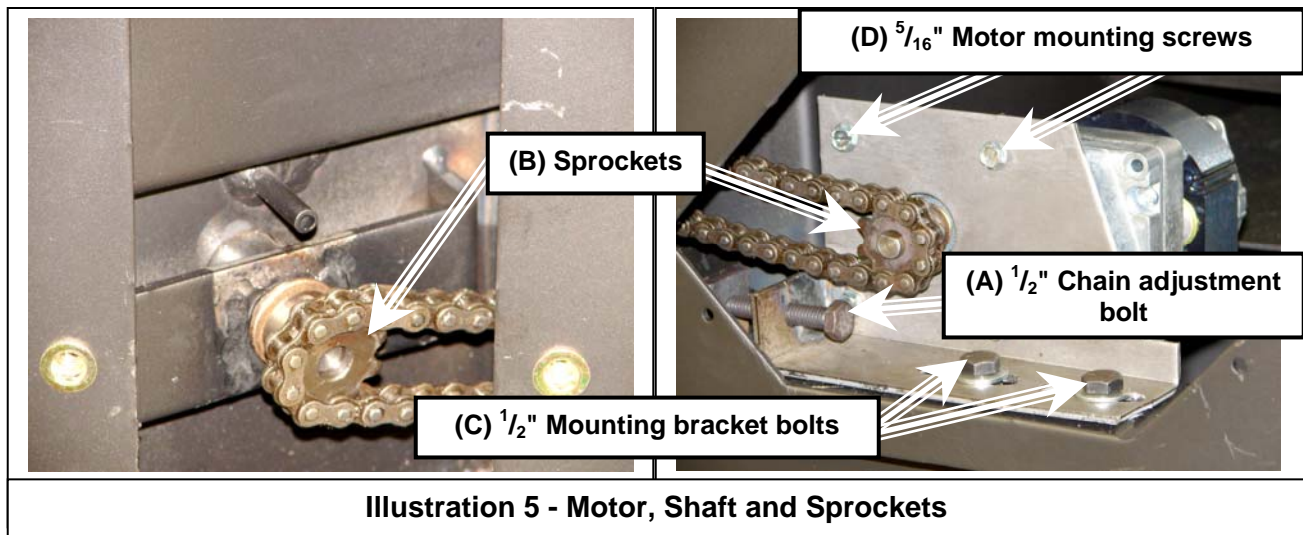 (D) 5/16" Motor mounting screws
(B) Sprockets
(A) 1/2" Chain adjustment
bolt
(C) 1/2" Mounting bracket bolts
Illustration 5 - Motor, Shaft and Sprockets